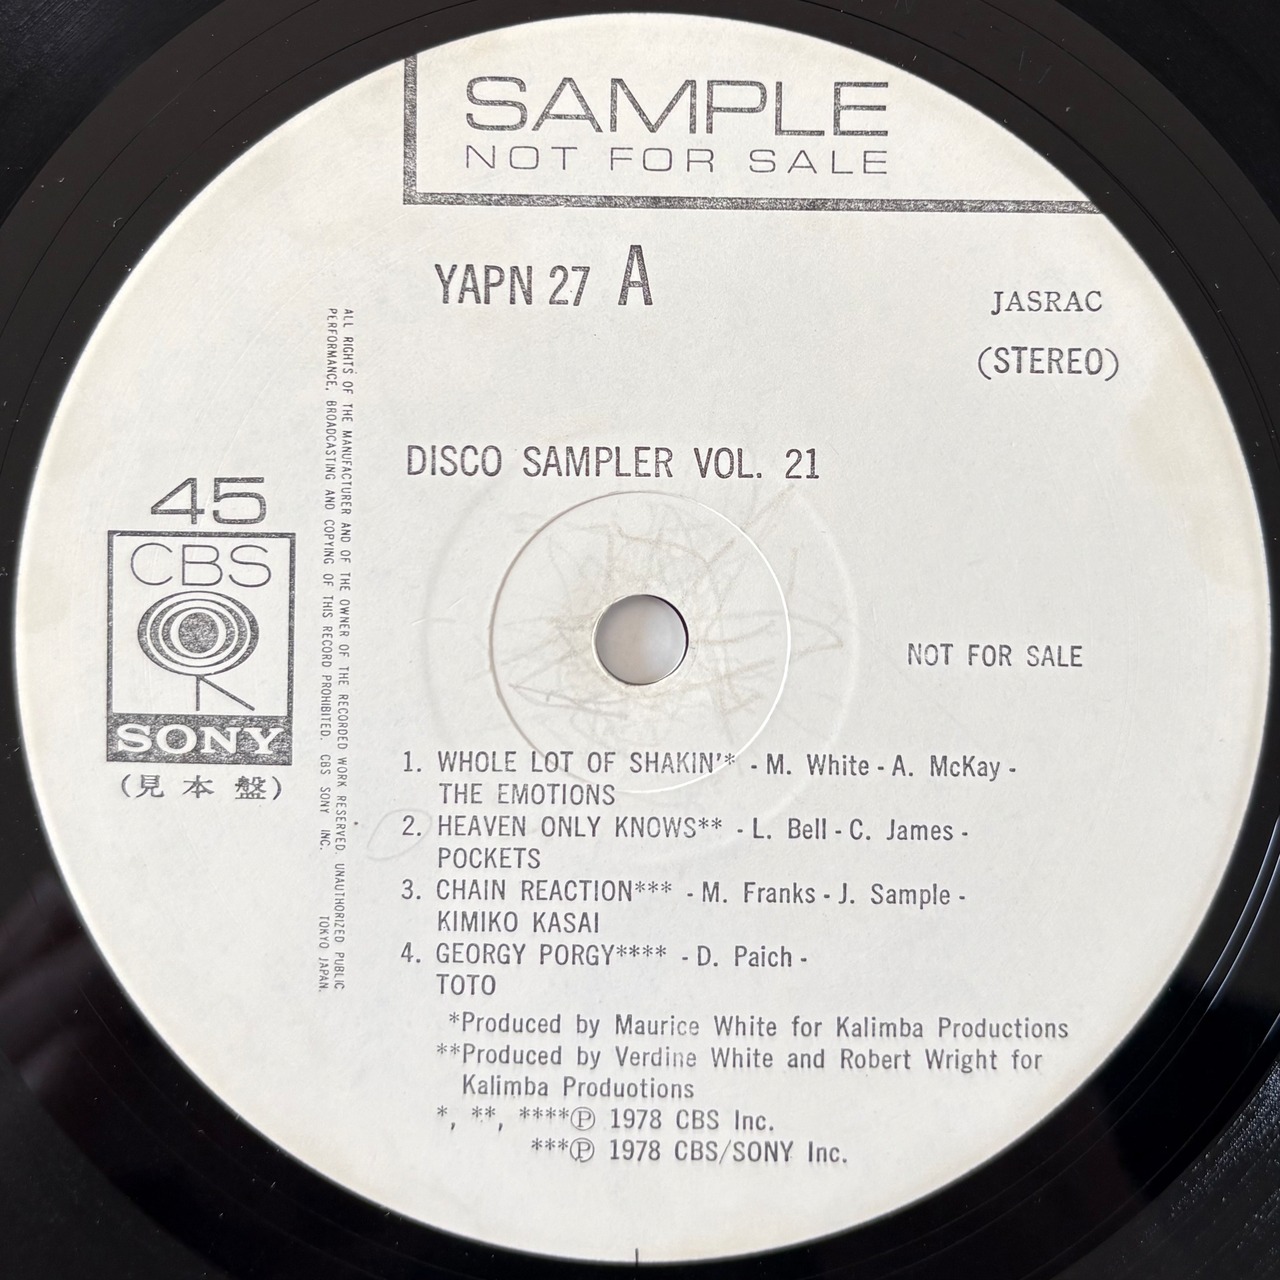 SAMPLE
NOT FOR SALE
YAPN 27 A
JASRAC
(STEREO)
DISCO SAMPLER VOL. 21
45
CBS
SONY
(見本盤)
ALL RIGHTS OF THE MANUFACTURER AND OF THE OWNER OF THE RECORDED WORK RESERVED. UNAUTHORIZED PUBLIC
PERFORMANCE, BROADCASTING AND COPYING OF THIS RECORD PROHIBITED. CBS SONY INC. TOKYO JAPAN.
NOT FOR SALE
1. WHOLE LOT OF SHAKIN'* - M. White - A. McKay -
THE EMOTIONS
2. HEAVEN ONLY KNOWS** - L. Bell - C. James -
POCKETS
3. CHAIN REACTION*** - M. Franks - J. Sample -
KIMIKO KASAI
4. GEORGY PORGY**** - D. Paich -
TOTO
*Produced by Maurice White for Kalimba Productions
**Produced by Verdine White and Robert Wright for
Kalimba Produotions
*, **, ****Ⓟ 1978 CBS Inc.
***Ⓟ 1978 CBS/SONY Inc.